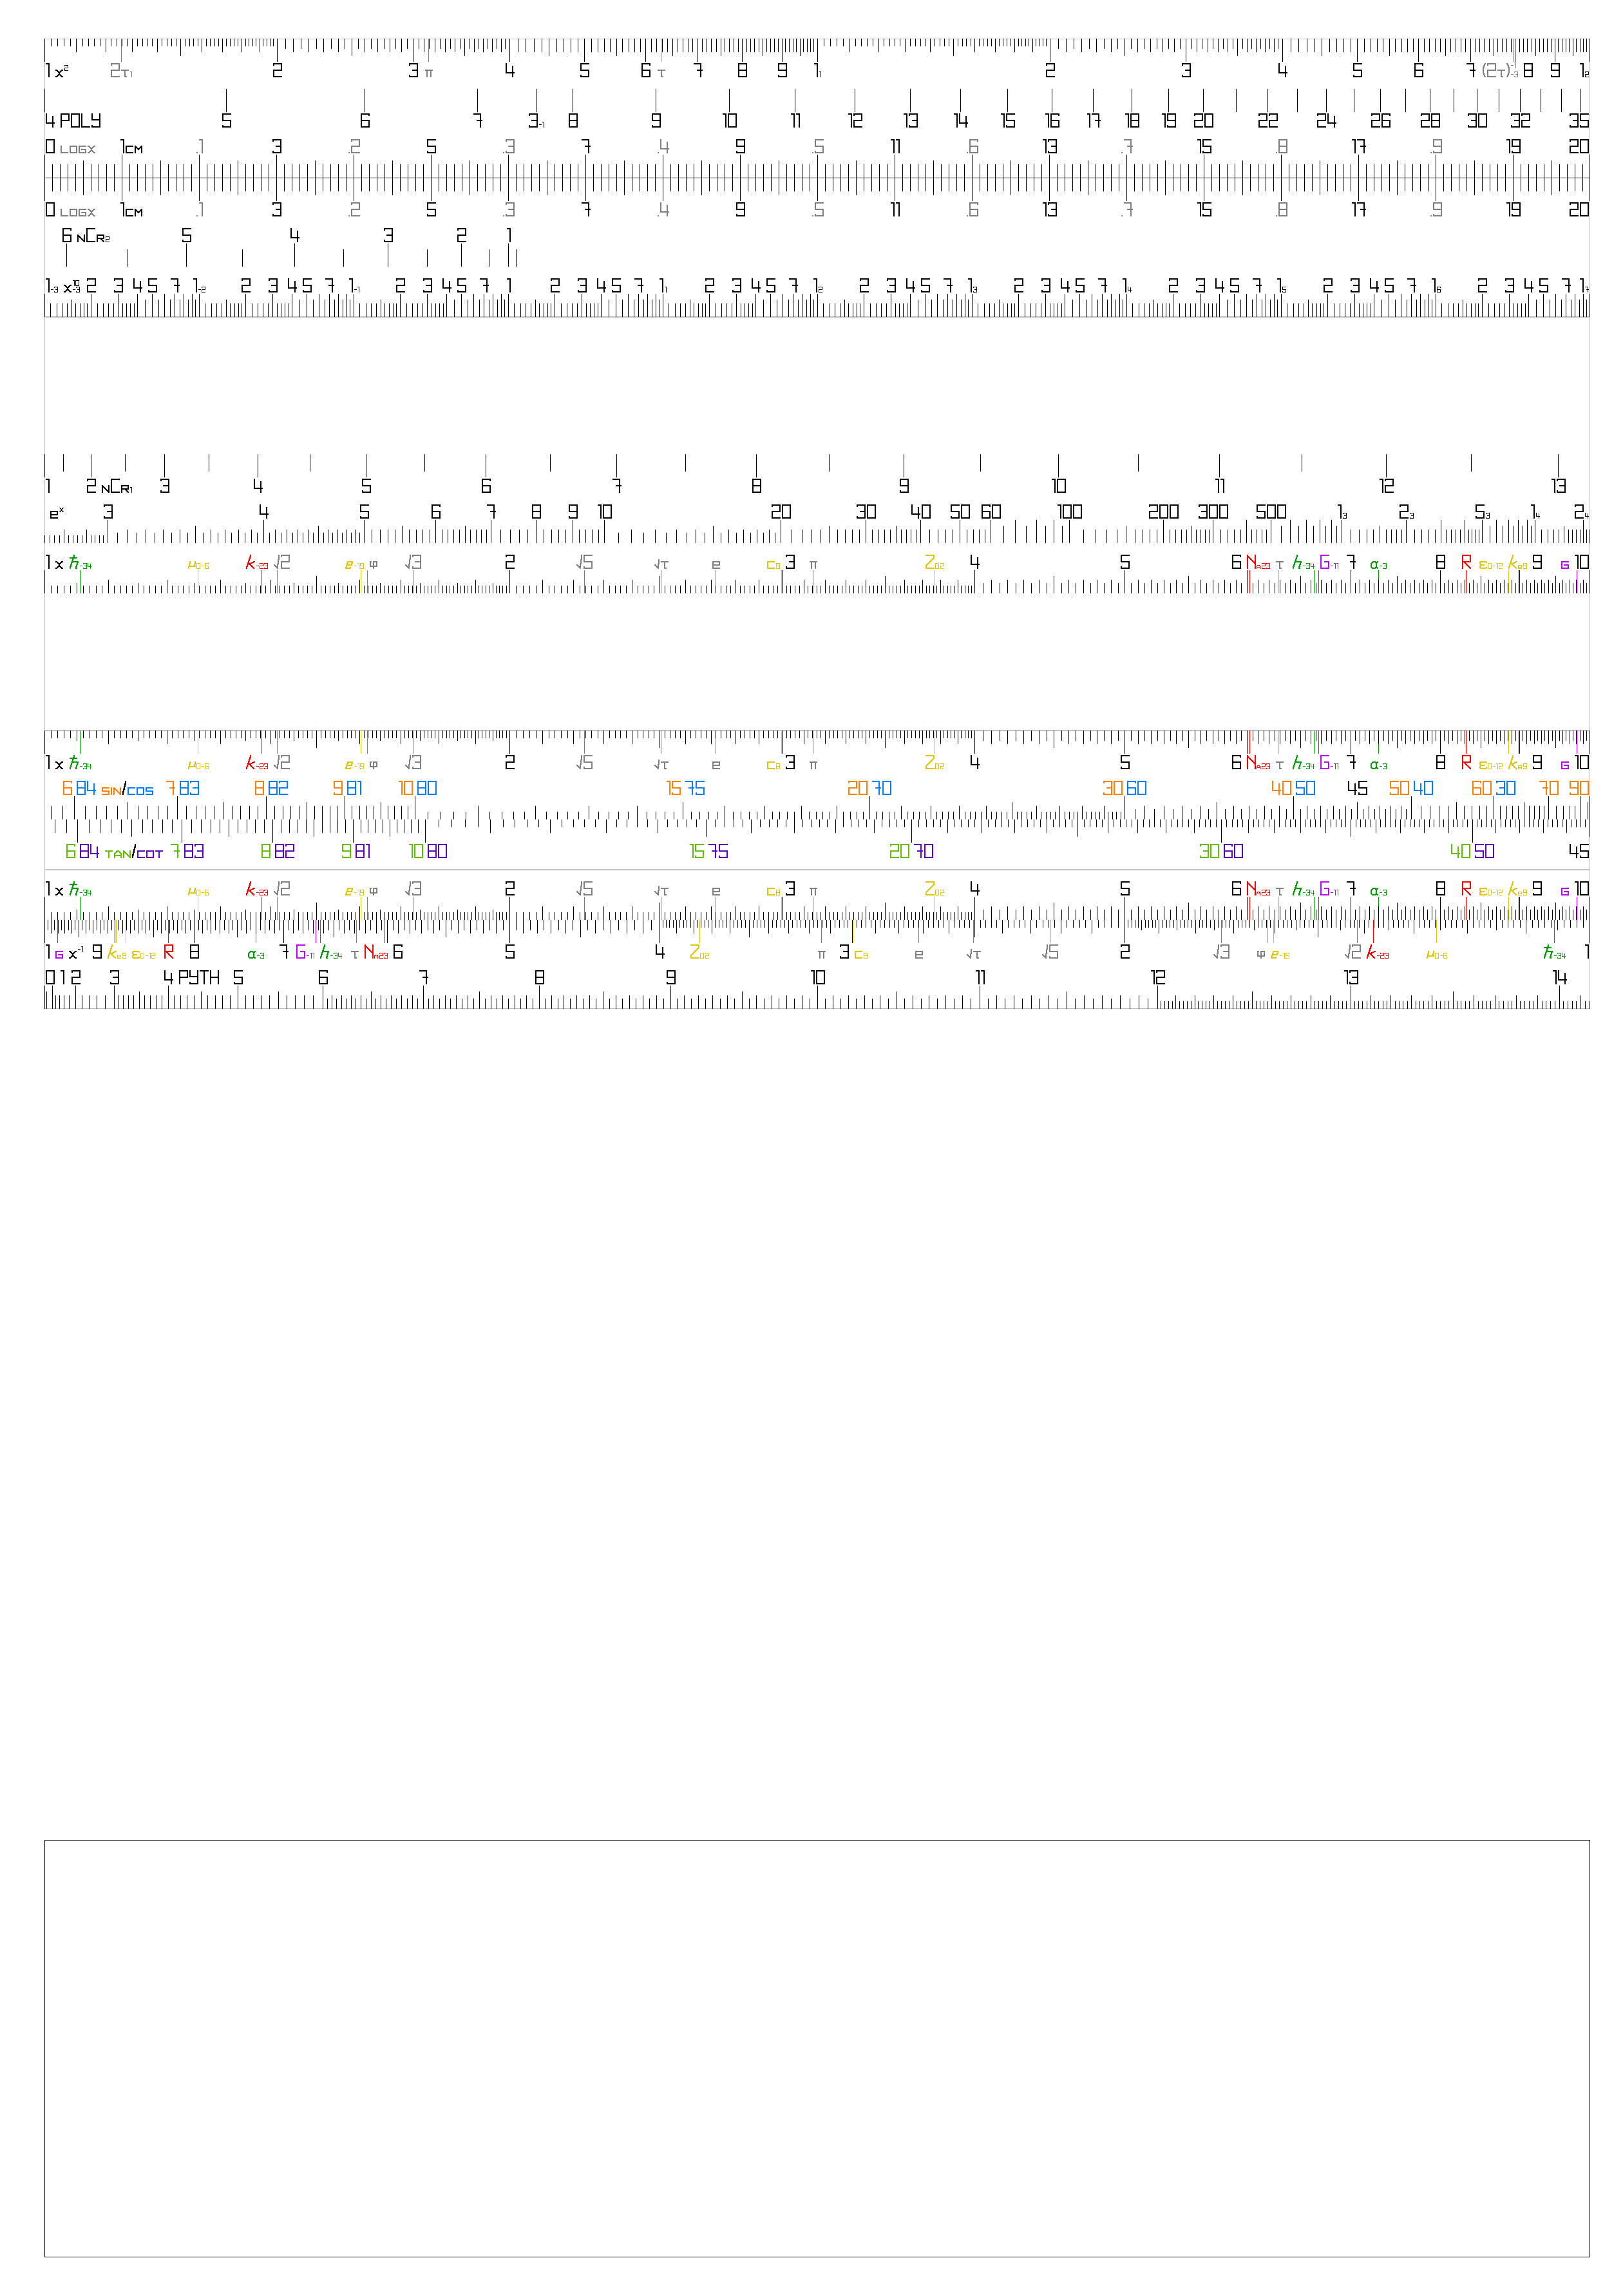 1 x² 2τ₁ 2 3 π 4 5 6 τ 7 8 9 1₁ 2 3 4 5 6 7 (2τ)⁻¹₋₃ 8 9 1₂
4 POLY 5 6 7 3₋₁ 8 9 10 11 12 13 14 15 16 17 18 19 20 22 24 26 28 30 32 35
0 LOGX 1CM .1 3 .2 5 .3 7 .4 9 .5 11 .6 13 .7 15 .8 17 .9 19 20
0 LOGX 1CM .1 3 .2 5 .3 7 .4 9 .5 11 .6 13 .7 15 .8 17 .9 19 20
6 nCr₂ 5 4 3 2 1
1₋₃ x¹⁰₋₃ 2 3 4 5 7 1₋₂ 2 3 4 5 7 1₋₁ 2 3 4 5 7 1 2 3 4 5 7 1₁ 2 3 4 5 7 1₂ 2 3 4 5 7 1₃ 2 3 4 5 7 1₄ 2 3 4 5 7 1₅ 2 3 4 5 7 1₆ 2 3 4 5 7 1₇
1 2 nCr₁ 3 4 5 6 7 8 9 10 11 12 13
eˣ 3 4 5 6 7 8 9 10 20 30 40 50 60 100 200 300 500 1₃ 2₃ 5₃ 1₄ 2₄
1 x ħ₋₃₄ μ₀₋₆ k₋₂₃ √2 e₋₁₉ φ √3 2 √5 √τ e c₈ 3 π Z₀₂ 4 5 6 Nₐ₂₃ τ h₋₃₄ G₋₁₁ 7 α₋₃ 8 R ε₀₋₁₂ kₑ₉ 9 G 10
1 x ħ₋₃₄ μ₀₋₆ k₋₂₃ √2 e₋₁₉ φ √3 2 √5 √τ e c₈ 3 π Z₀₂ 4 5 6 Nₐ₂₃ τ h₋₃₄ G₋₁₁ 7 α₋₃ 8 R ε₀₋₁₂ kₑ₉ 9 G 10
6 84 SIN/COS 7 83 8 82 9 81 10 80 15 75 20 70 30 60 40 50 45 50 40 60 30 70 90
6 84 TAN/COT 7 83 8 82 9 81 10 80 15 75 20 70 30 60 40 50 45
1 x ħ₋₃₄ μ₀₋₆ k₋₂₃ √2 e₋₁₉ φ √3 2 √5 √τ e c₈ 3 π Z₀₂ 4 5 6 Nₐ₂₃ τ h₋₃₄ G₋₁₁ 7 α₋₃ 8 R ε₀₋₁₂ kₑ₉ 9 G 10
1 G x⁻¹ 9 kₑ₉ ε₀₋₁₂ R 8 α₋₃ 7 G₋₁₁ h₋₃₄ τ Nₐ₂₃ 6 5 4 Z₀₂ π 3 c₈ e √τ √5 2 √3 φ e₋₁₉ √2 k₋₂₃ μ₀₋₆ ħ₋₃₄ 1
0 1 2 3 4 PYTH 5 6 7 8 9 10 11 12 13 14